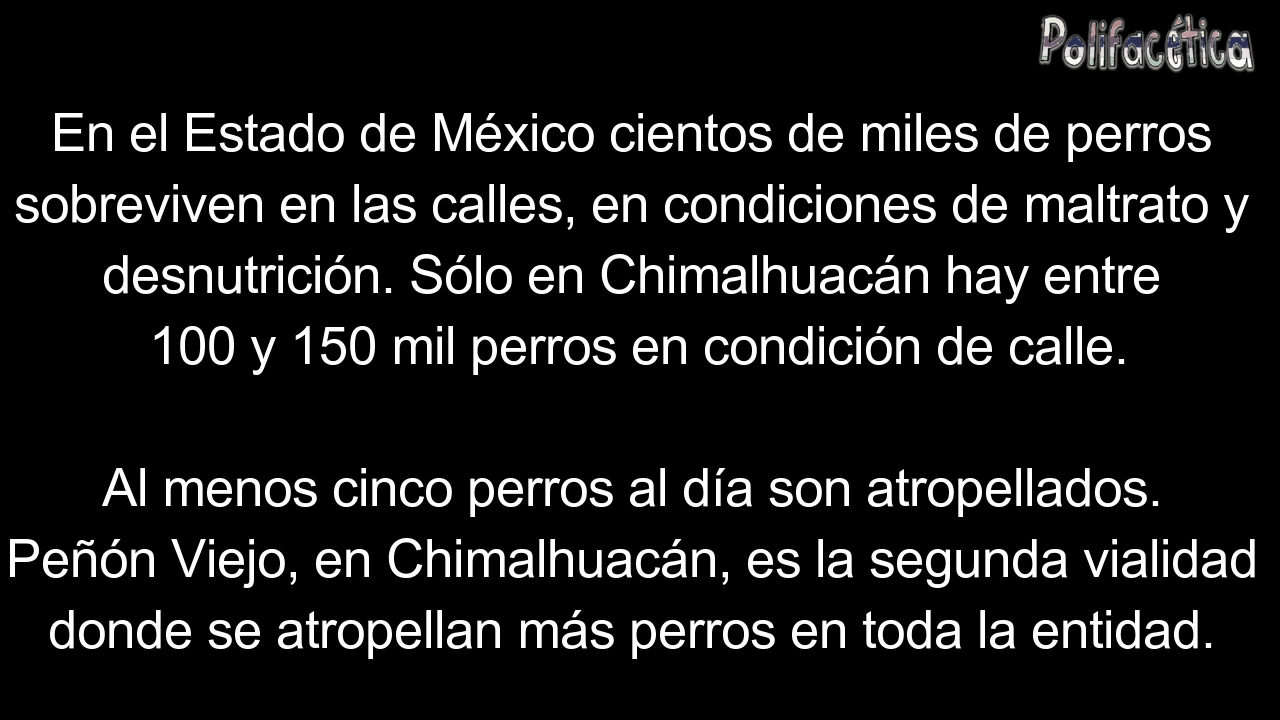 Polifacética
En el Estado de México cientos de miles de perros
sobreviven en las calles, en condiciones de maltrato y
desnutrición. Sólo en Chimalhuacán hay entre
100 y 150 mil perros en condición de calle.
Al menos cinco perros al día son atropellados.
Peñón Viejo, en Chimalhuacán, es la segunda vialidad
donde se atropellan más perros en toda la entidad.